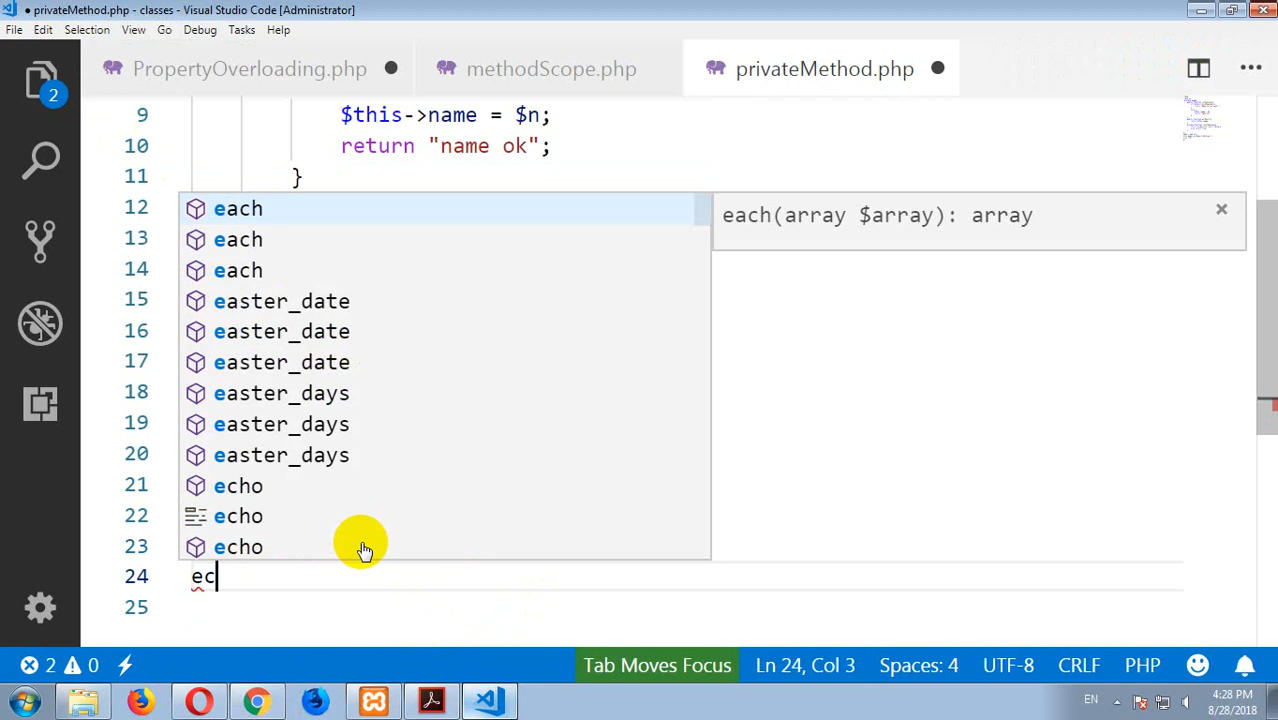 ● privateMethod.php - classes - Visual Studio Code [Administrator]
File Edit Selection View Go Debug Tasks Help
2
PropertyOverloading.php ●
methodScope.php
privateMethod.php ●
9 $this->name = $n;
10 return "name ok";
11 }
12
13
14
15
16
17
18
19
20
21
22
23
24 ec
25
each
each
each
easter_date
easter_date
easter_date
easter_days
easter_days
easter_days
echo
echo
echo
each(array $array): array
2 0
Tab Moves Focus
Ln 24, Col 3
Spaces: 4
UTF-8
CRLF
PHP
EN
4:28 PM
8/28/2018